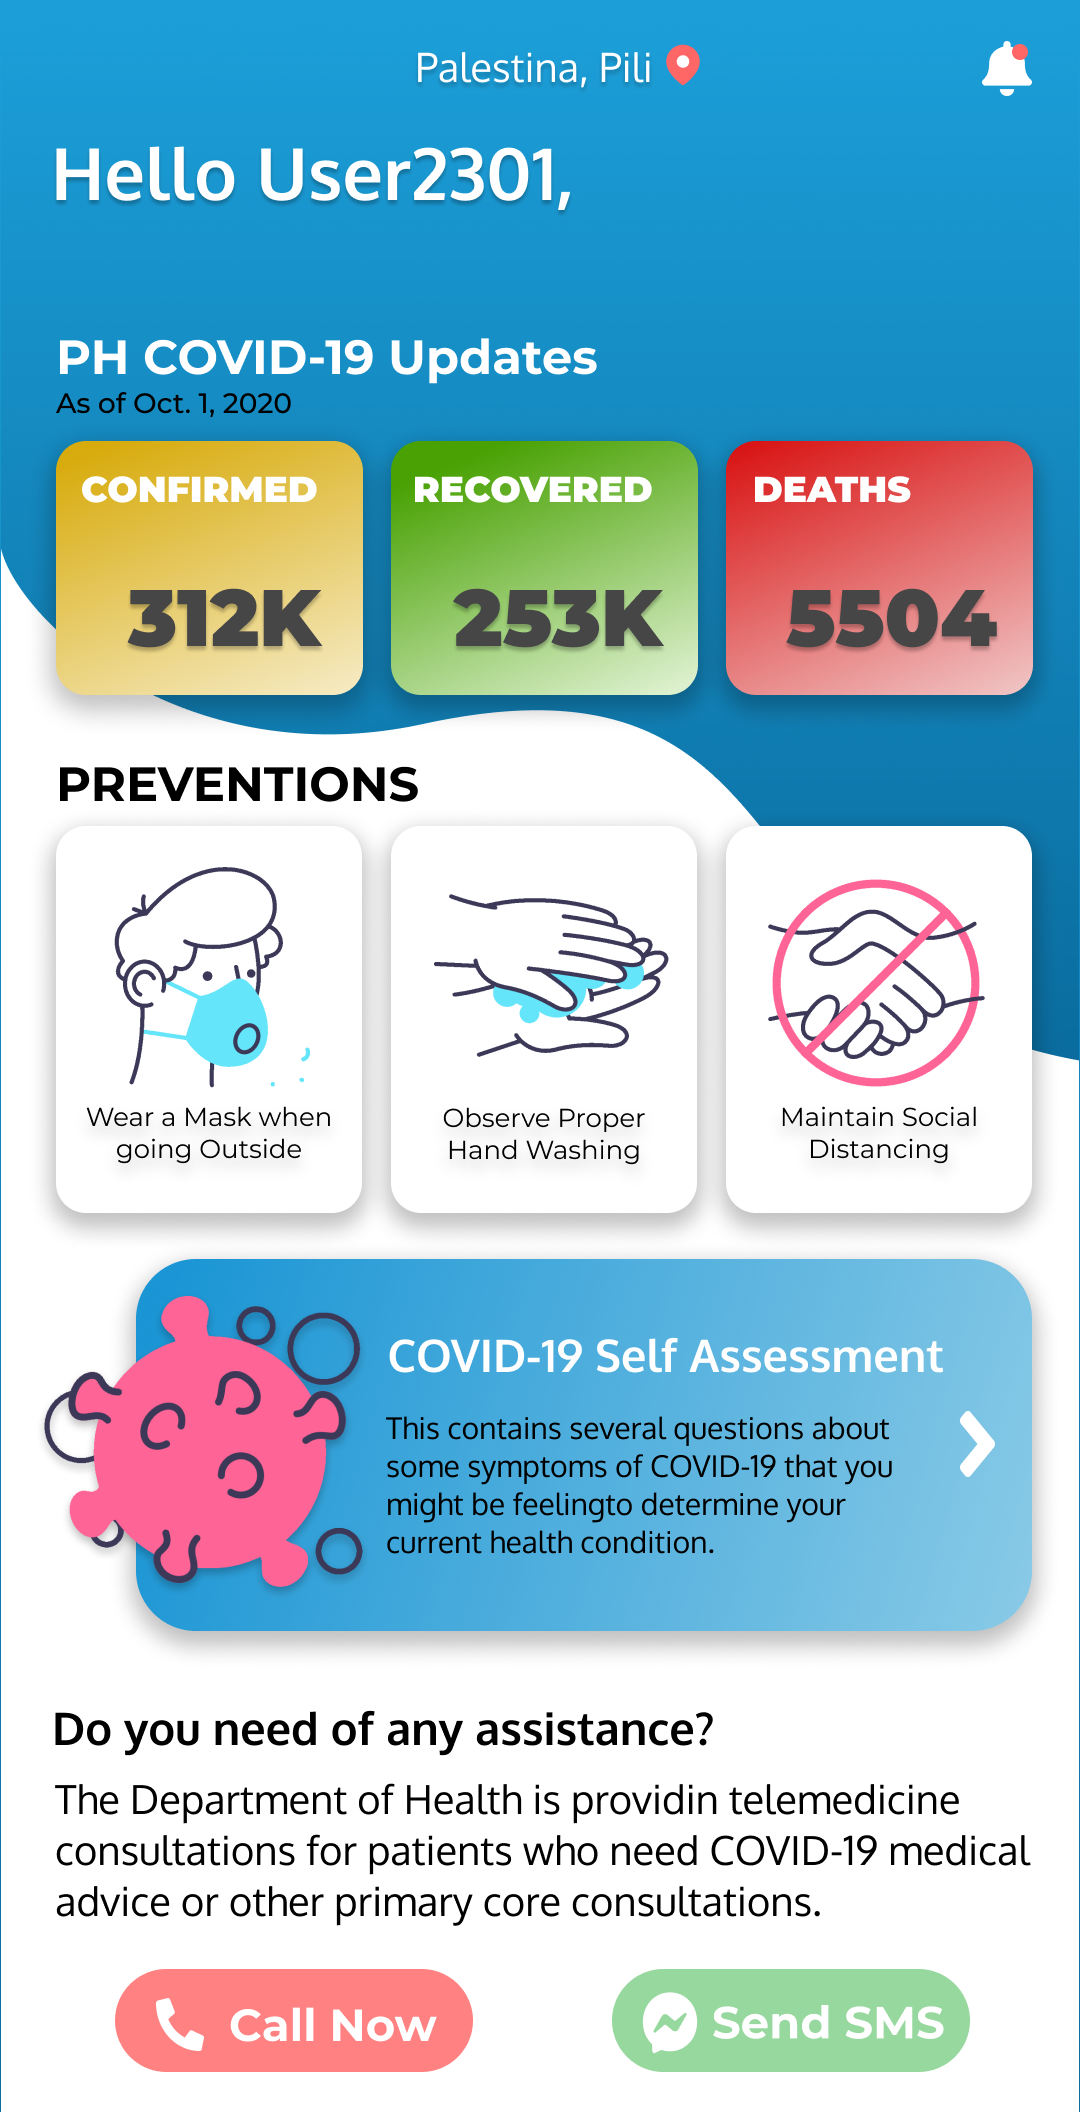 Palestina, Pili
Hello User2301,
PH COVID-19 Updates
As of Oct. 1, 2020
CONFIRMED
312K
RECOVERED
253K
DEATHS
5504
PREVENTIONS
Wear a Mask when
going Outside
Observe Proper
Hand Washing
Maintain Social
Distancing
COVID-19 Self Assessment
This contains several questions about
some symptoms of COVID-19 that you
might be feelingto determine your
current health condition.
Do you need of any assistance?
The Department of Health is providin telemedicine
consultations for patients who need COVID-19 medical
advice or other primary core consultations.
Call Now
Send SMS